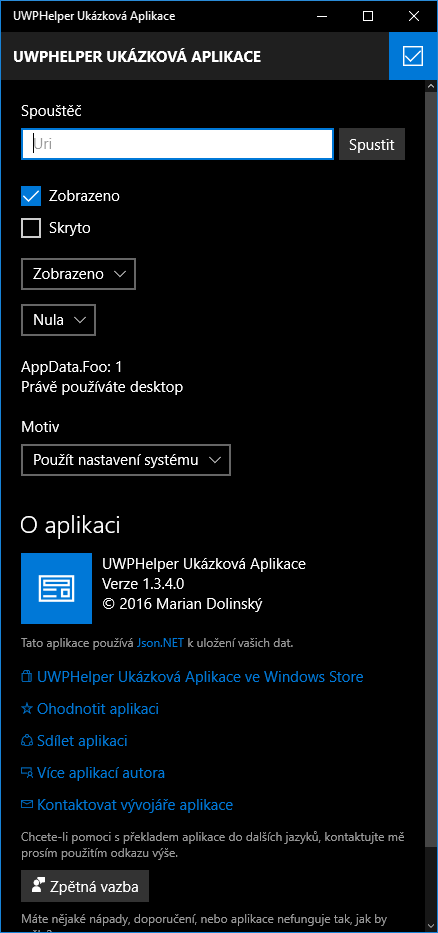 UWPHelper Ukázková Aplikace
UWPHELPER UKÁZKOVÁ APLIKACE
Spouštěč
Uri
Spustit
Zobrazeno
Skryto
Zobrazeno
Nula
AppData.Foo: 1
Právě používáte desktop
Motiv
Použít nastavení systému
O aplikaci
UWPHelper Ukázková Aplikace
Verze 1.3.4.0
© 2016 Marian Dolinský
Tato aplikace používá Json.NET k uložení vašich dat.
UWPHelper Ukázková Aplikace ve Windows Store
Ohodnotit aplikaci
Sdílet aplikaci
Více aplikací autora
Kontaktovat vývojáře aplikace
Chcete-li pomoci s překladem aplikace do dalších jazyků, kontaktujte mě
prosím použitím odkazu výše.
Zpětná vazba
Máte nějaké nápady, doporučení, nebo aplikace nefunguje tak, jak by